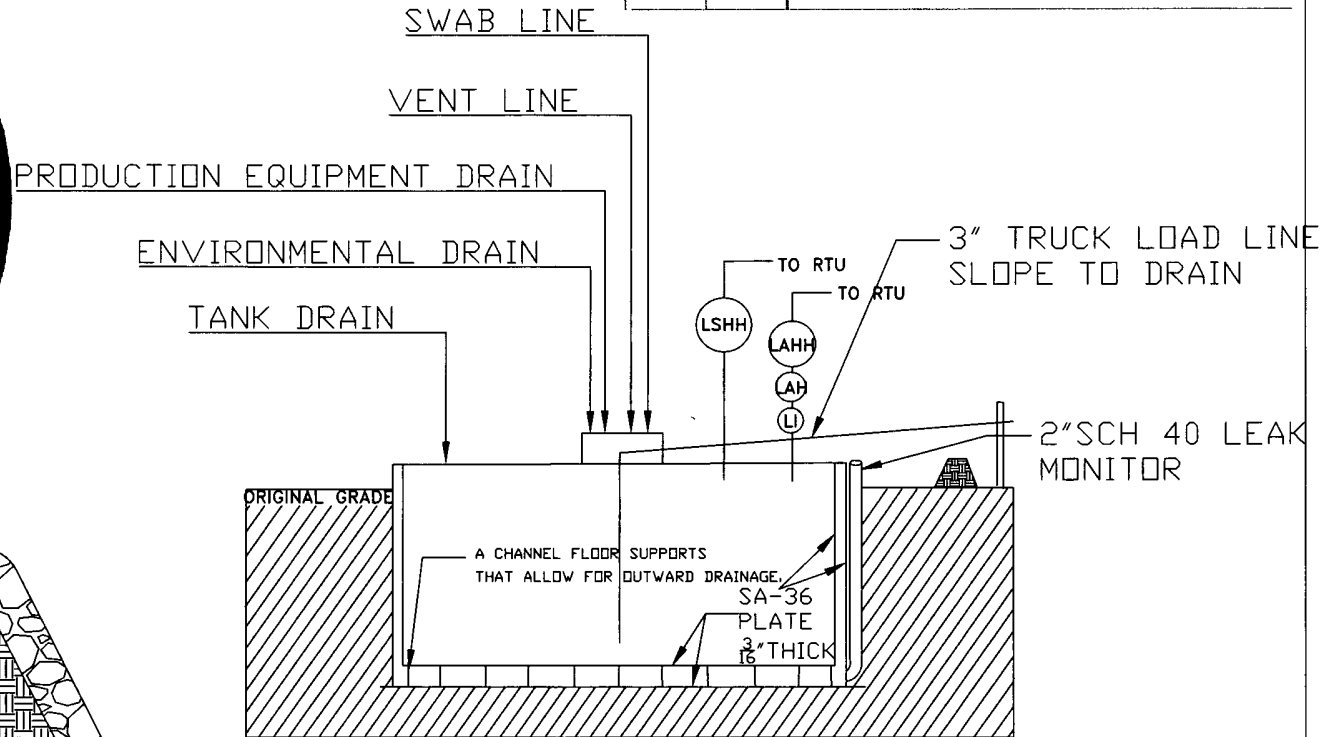 SWAB LINE
VENT LINE
PRODUCTION EQUIPMENT DRAIN
ENVIRONMENTAL DRAIN
TANK DRAIN
TO RTU
TO RTU
3" TRUCK LOAD LINE
SLOPE TO DRAIN
LSHH
LAHH
LAH
LI
2"SCH 40 LEAK
MONITOR
ORIGINAL GRADE
A CHANNEL FLOOR SUPPORTS
THAT ALLOW FOR OUTWARD DRAINAGE.
SA-36
PLATE
3/16"THICK